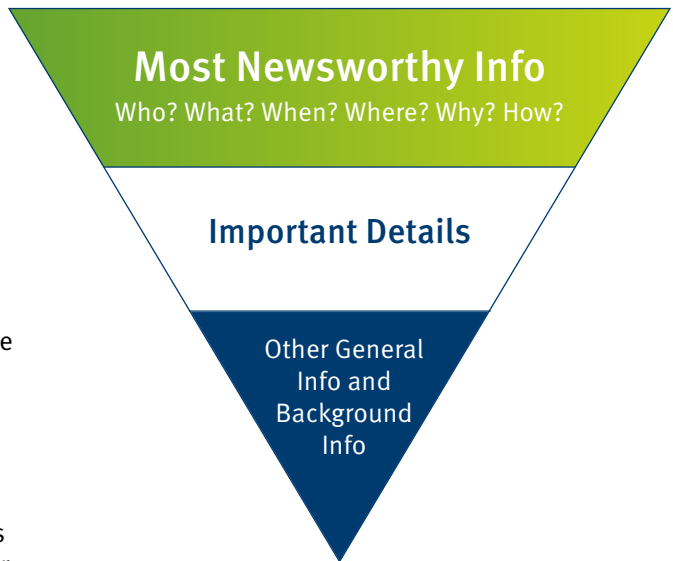 Most Newsworthy Info
Who? What? When? Where? Why? How?
Important Details
Other General
Info and
Background
Info
e
s